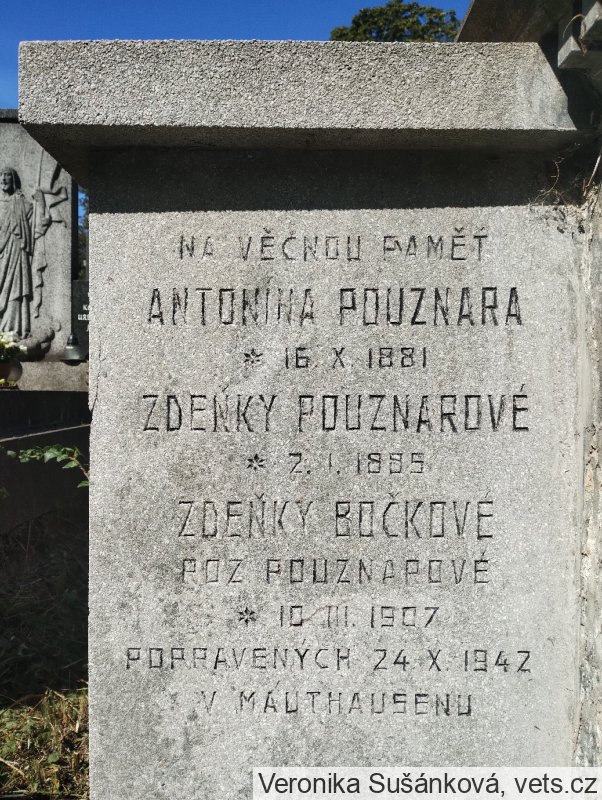 NA VĚČNOU PAMĚŤ
ANTONÍNA POUZNARA
* 16. X. 1881
ZDEŇKY POUZNAROVÉ
* 2. I. 1885
ZDEŇKY BOČKOVÉ
ROZ POUZNAROVÉ
* 10. III. 1907
POPRAVENÝCH 24. X. 1942
V MAUTHAUSENU
Veronika Sušánková, vets.cz